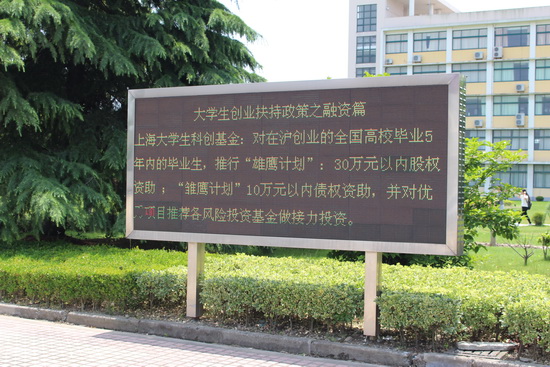 大学生创业扶持政策之融资篇
上海大学生科创基金：对在沪创业的全国高校毕业5
年内的毕业生，推行“雄鹰计划”：30万元以内股权
资助；“雏鹰计划”10万元以内债权资助，并对优
项目推荐各风险投资基金做接力投资。